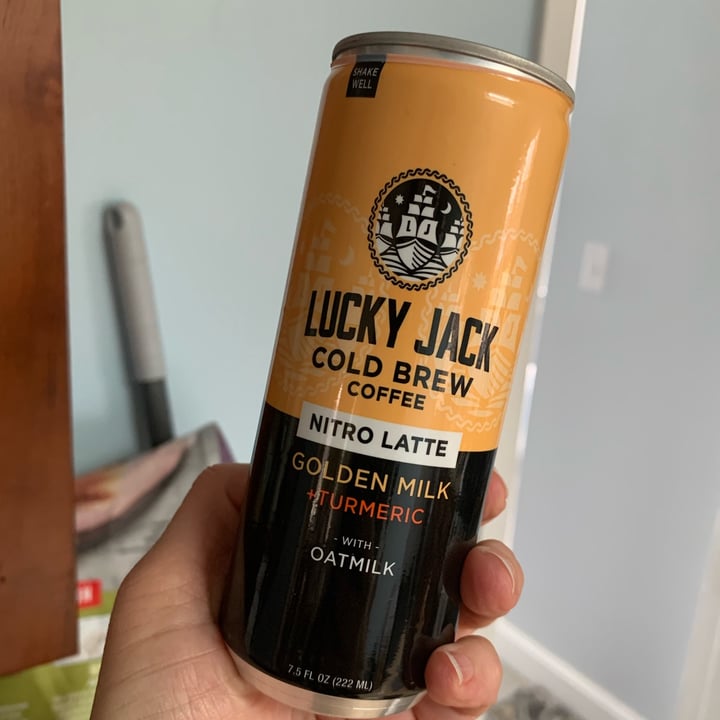 SHAKE
WELL
LUCKY JACK
COLD BREW
COFFEE
NITRO LATTE
GOLDEN MILK
+TURMERIC
- WITH -
OATMILK
7.5 FL OZ (222 ML)